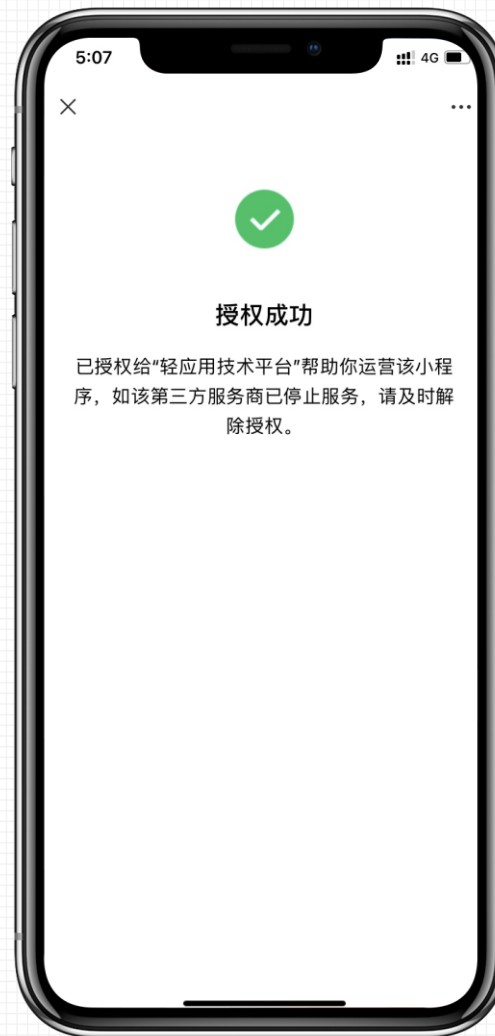 5:07
4G
授权成功
已授权给“轻应用技术平台”帮助你运营该小程
序，如该第三方服务商已停止服务，请及时解
除授权。